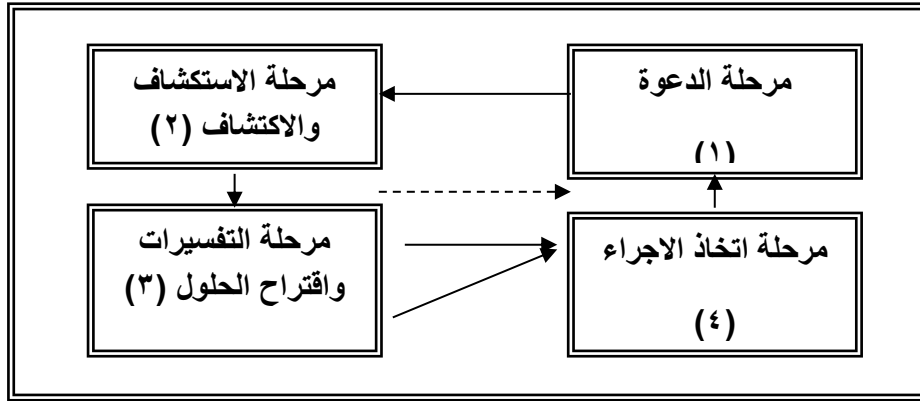 مرحلة الدعوة
(١)
مرحلة الاستكشاف
والاكتشاف (٢)
مرحلة التفسيرات
واقتراح الحلول (٣)
مرحلة اتخاذ الاجراء
(٤)